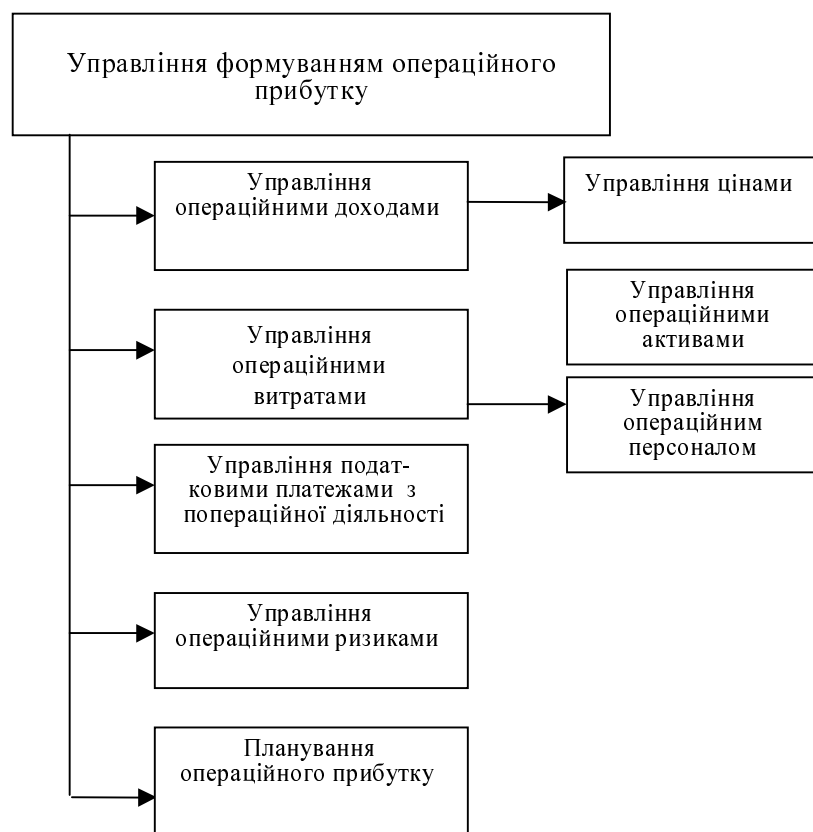 Управління формуванням операційного
прибутку
Управління
операційними доходами
Управління цінами
Управління
операційними
витратами
Управління
операційними
активами
Управління
операційним
персоналом
Управління подат-
ковими платежами з
поперaційної діяльності
Управління
операційними ризиками
Планування
операційного прибутку